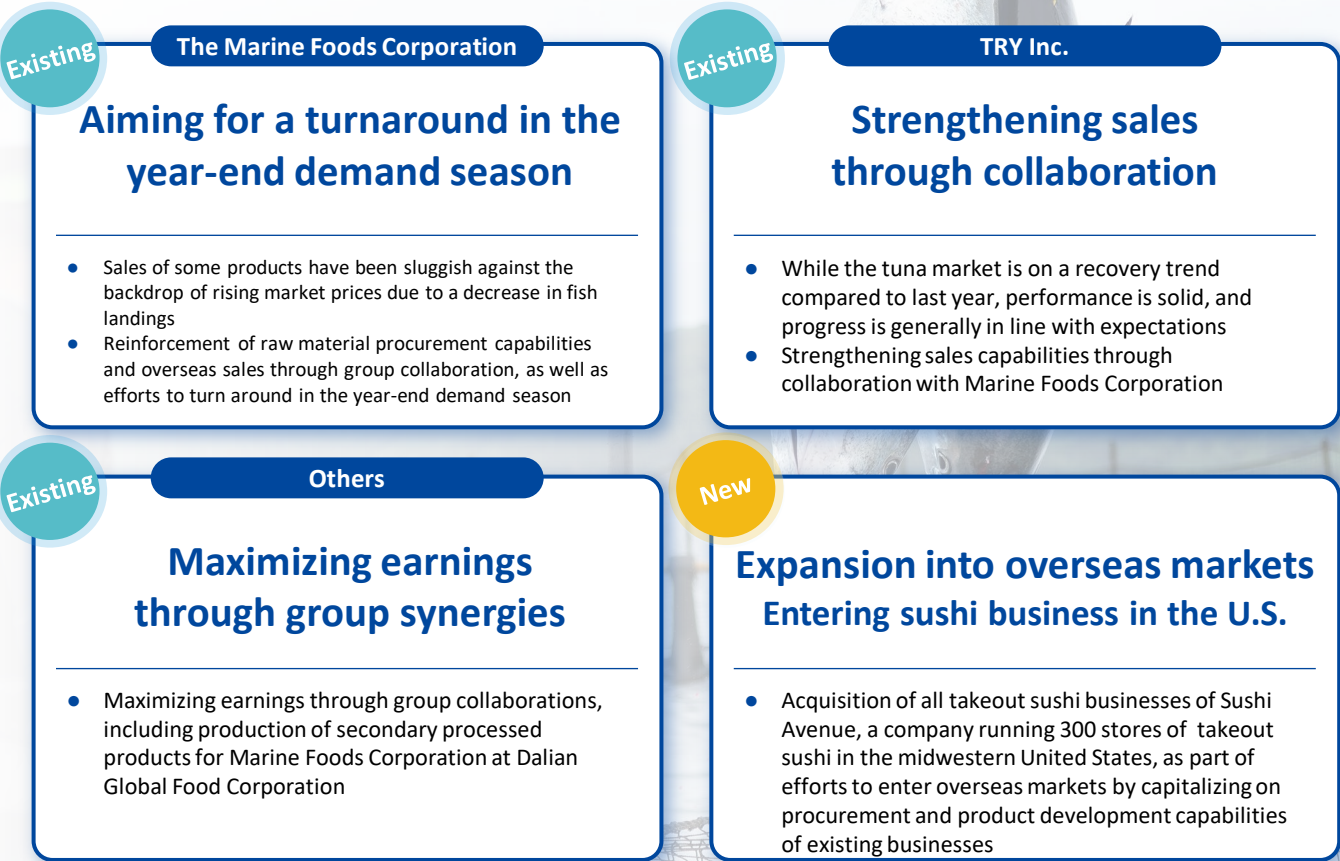 Existing
The Marine Foods Corporation
Aiming for a turnaround in the
year-end demand season
● Sales of some products have been sluggish against the
backdrop of rising market prices due to a decrease in fish
landings
● Reinforcement of raw material procurement capabilities
and overseas sales through group collaboration, as well as
efforts to turn around in the year-end demand season
Existing
TRY Inc.
Strengthening sales
through collaboration
● While the tuna market is on a recovery trend
compared to last year, performance is solid, and
progress is generally in line with expectations
● Strengthening sales capabilities through
collaboration with Marine Foods Corporation
Existing
Others
Maximizing earnings
through group synergies
● Maximizing earnings through group collaborations,
including production of secondary processed
products for Marine Foods Corporation at Dalian
Global Food Corporation
New
Expansion into overseas markets
Entering sushi business in the U.S.
● Acquisition of all takeout sushi businesses of Sushi
Avenue, a company running 300 stores of takeout
sushi in the midwestern United States, as part of
efforts to enter overseas markets by capitalizing on
procurement and product development capabilities
of existing businesses